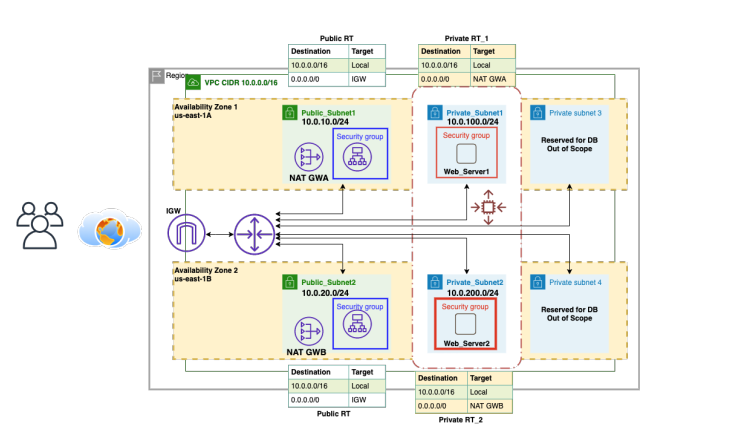 Public RT
Destination Target
10.0.0.0/16 Local
0.0.0.0/0 IGW
Private RT_1
Destination Target
10.0.0.0/16 Local
0.0.0.0/0 NAT GWA
Region
VPC CIDR 10.0.0.0/16
Availability Zone 1
us-east-1A
Public_Subnet1
10.0.10.0/24
Security group
NAT GWA
Private_Subnet1
10.0.100.0/24
Security group
Web_Server1
Private subnet 3
Reserved for DB
Out of Scope
IGW
Availability Zone 2
us-east-1B
Public_Subnet2
10.0.20.0/24
Security group
NAT GWB
Private_Subnet2
10.0.200.0/24
Security group
Web_Server2
Private subnet 4
Reserved for DB
Out of Scope
Destination Target
10.0.0.0/16 Local
0.0.0.0/0 IGW
Public RT
Destination Target
10.0.0.0/16 Local
0.0.0.0/0 NAT GWB
Private RT_2